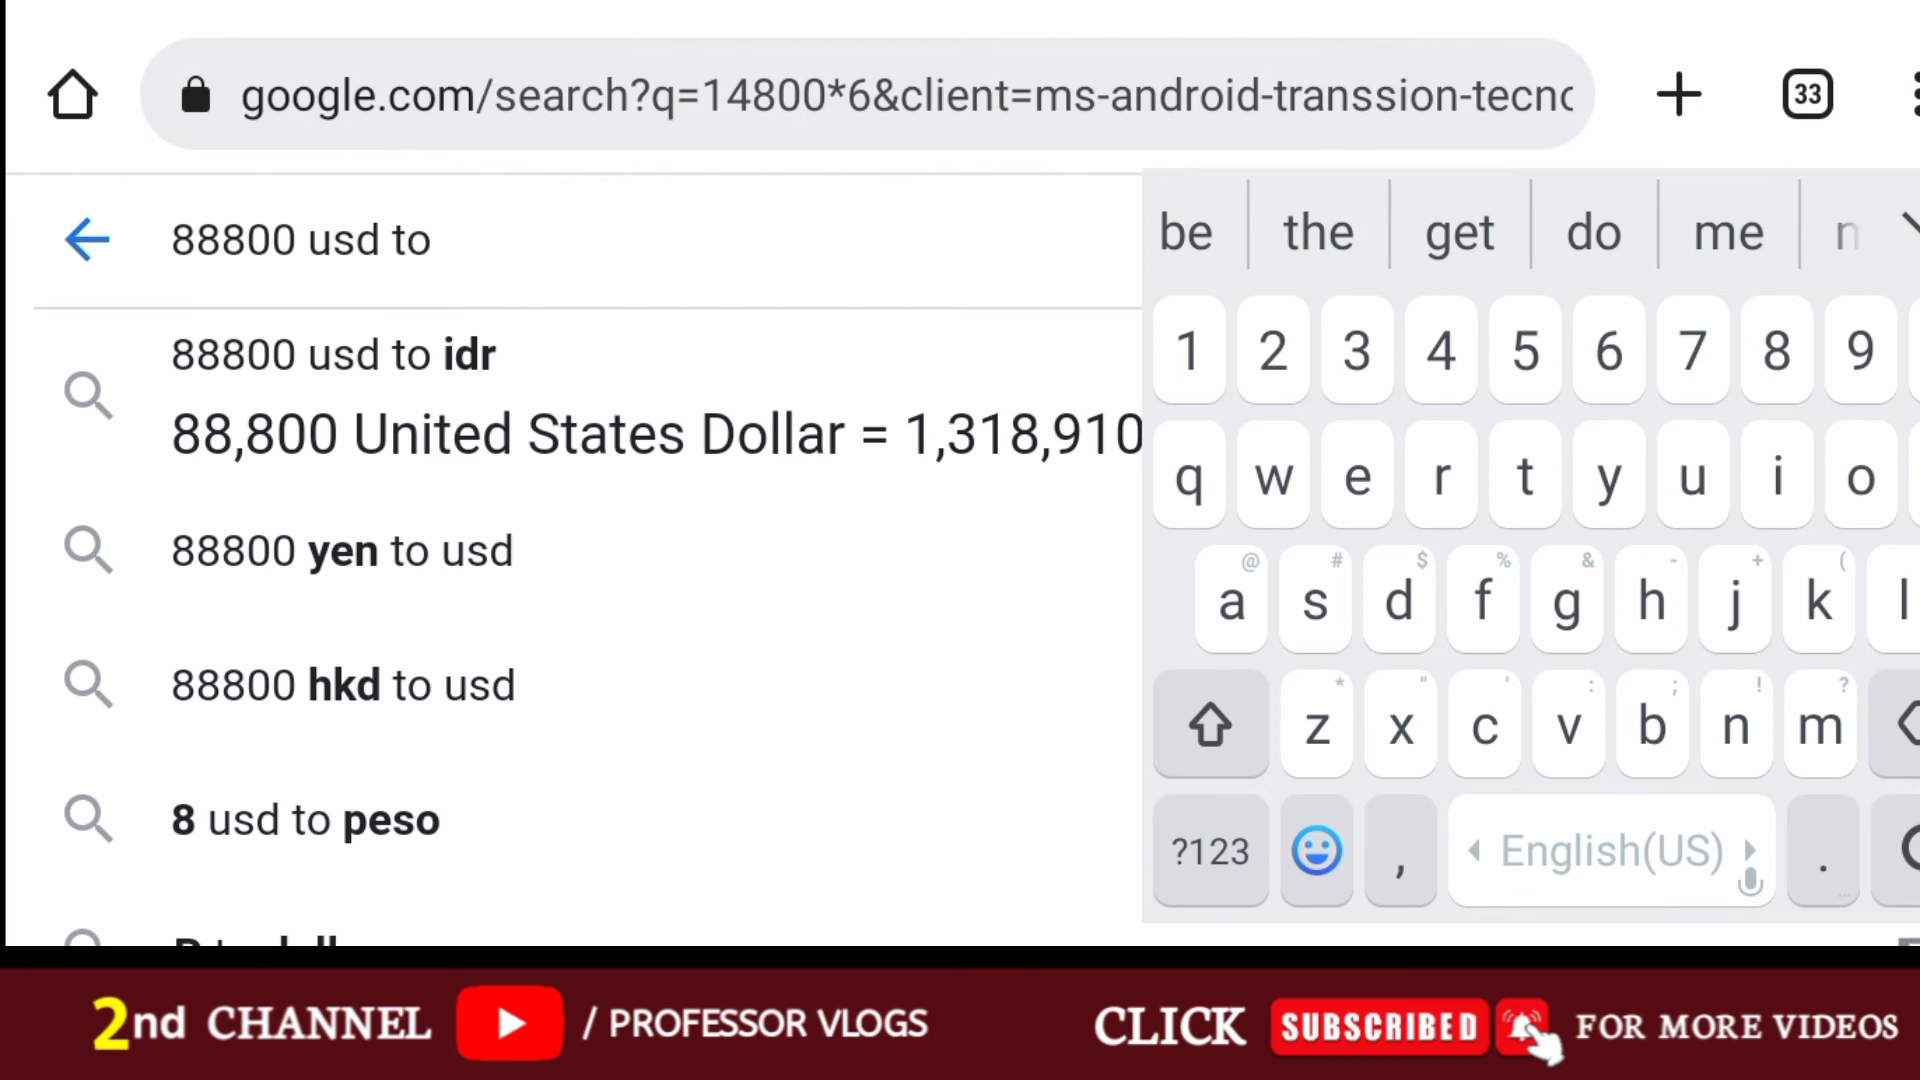 google.com/search?q=14800*6&client=ms-android-transsion-tecno
33
88800 usd to
88800 usd to idr
88,800 United States Dollar = 1,318,910
88800 yen to usd
88800 hkd to usd
8 usd to peso
be the get do me
1 2 3 4 5 6 7 8 9
q w e r t y u i o
@ # $ % & - + (
a s d f g h j k l
* " ' : ; ! ?
z x c v b n m
?123 , English(US) .
2nd CHANNEL / PROFESSOR VLOGS CLICK SUBSCRIBED FOR MORE VIDEOS